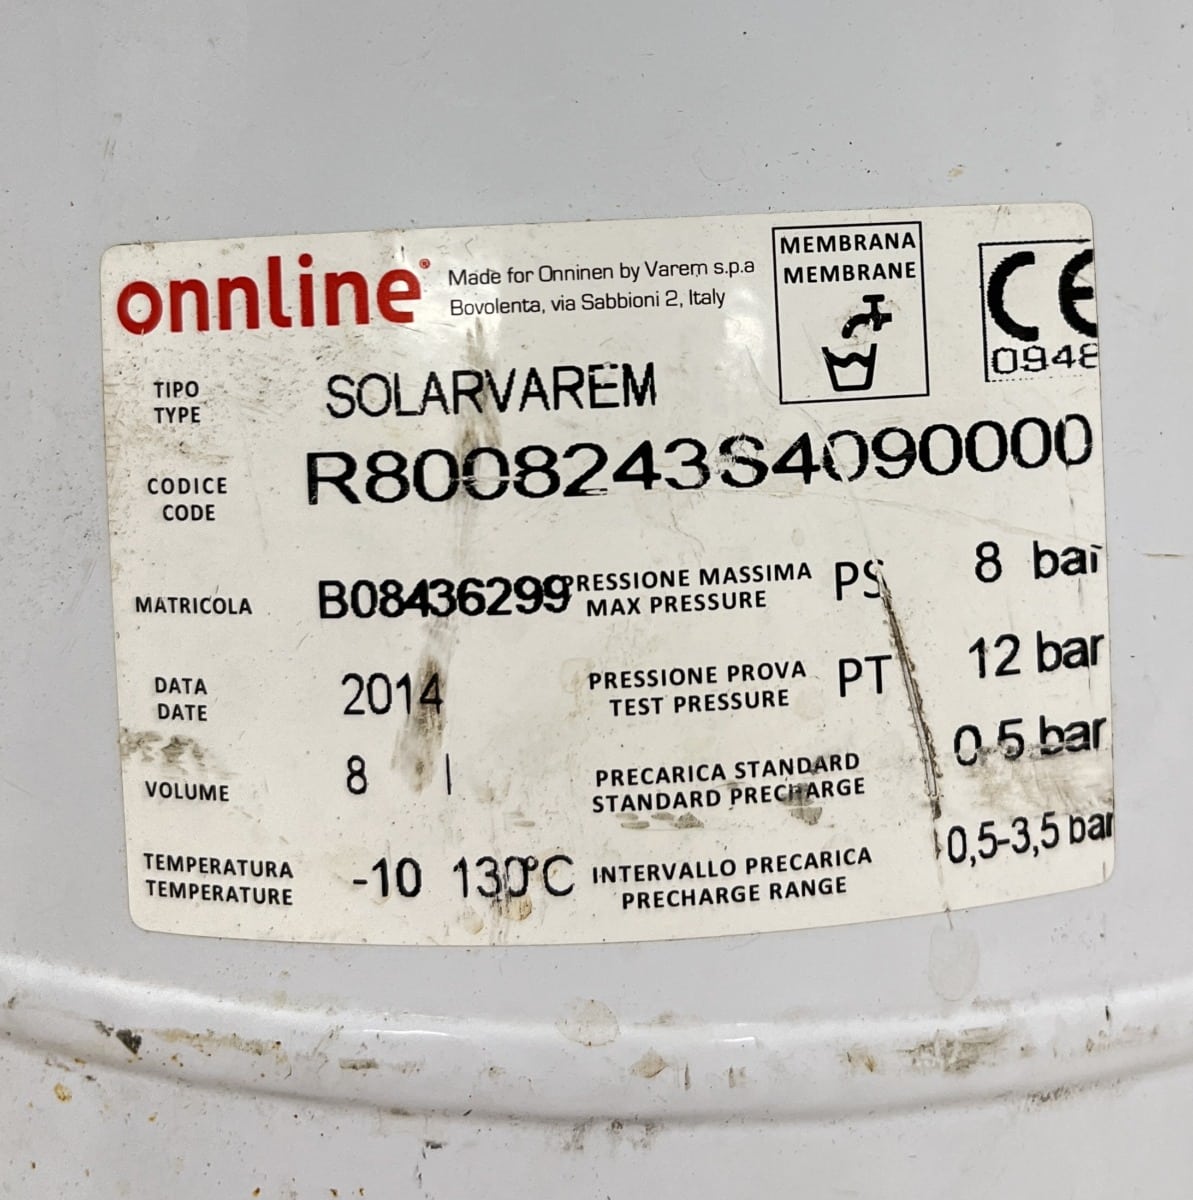 onnline®
Made for Onninen by Varem s.p.a
Bovolenta, via Sabbioni 2, Italy
MEMBRANA
MEMBRANE
CE
0948
TIPO
TYPE
SOLARVAREM
CODICE
CODE
R8008243S4090000
MATRICOLA
B08436299
PRESSIONE MASSIMA
MAX PRESSURE
PS
8 bar
DATA
DATE
2014
PRESSIONE PROVA
TEST PRESSURE
PT
12 bar
VOLUME
8 l
PRECARICA STANDARD
STANDARD PRECHARGE
0.5 bar
TEMPERATURA
TEMPERATURE
-10 130°C
INTERVALLO PRECARICA
PRECHARGE RANGE
0,5-3,5 bar